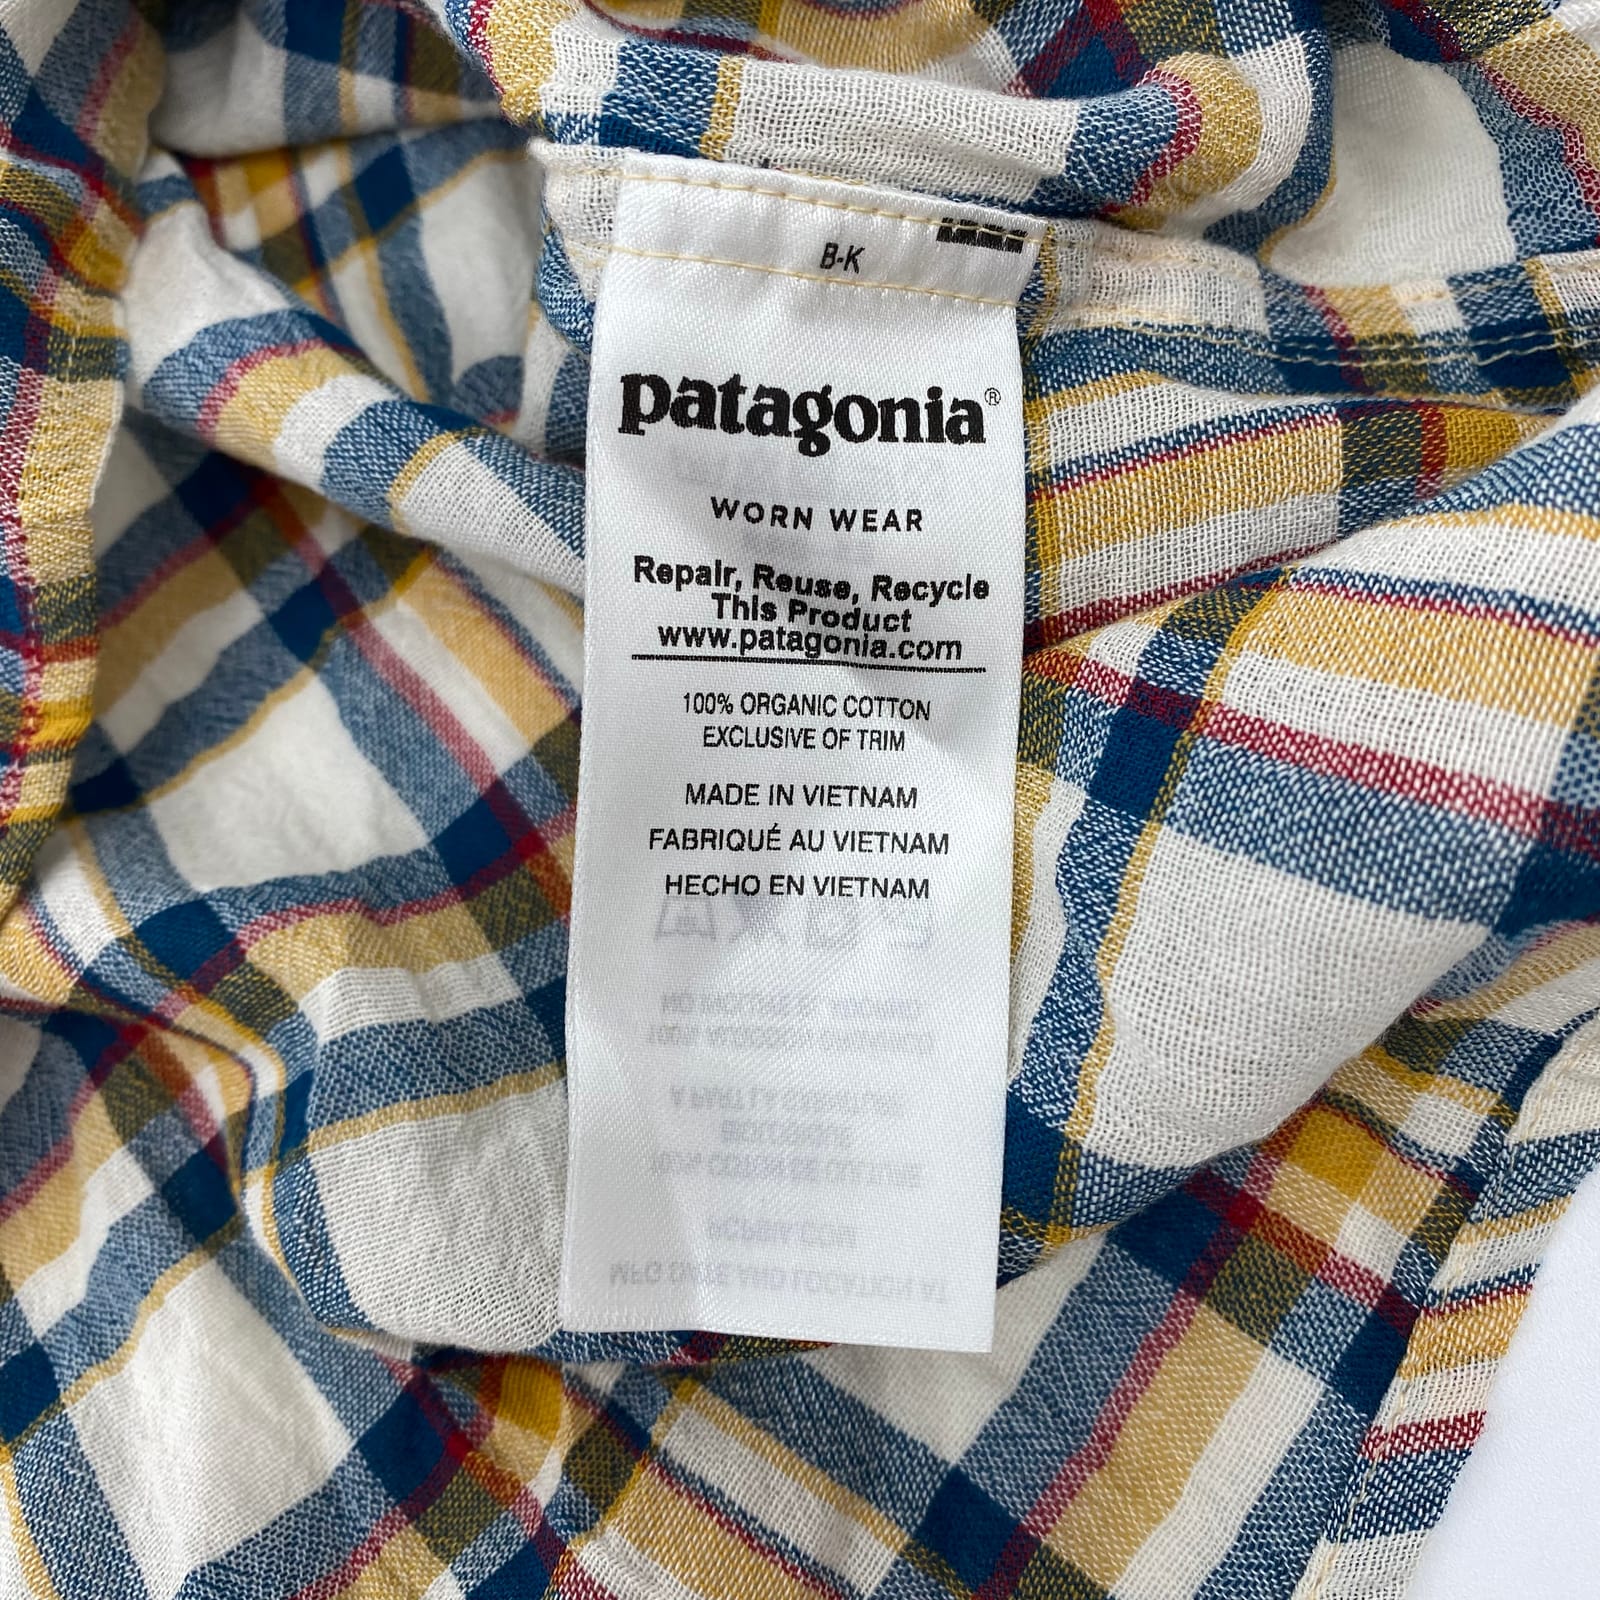 B-K
patagonia®
WORN WEAR
Repair, Reuse, Recycle
This Product
www.patagonia.com
100% ORGANIC COTTON
EXCLUSIVE OF TRIM
MADE IN VIETNAM
FABRIQUÉ AU VIETNAM
HECHO EN VIETNAM